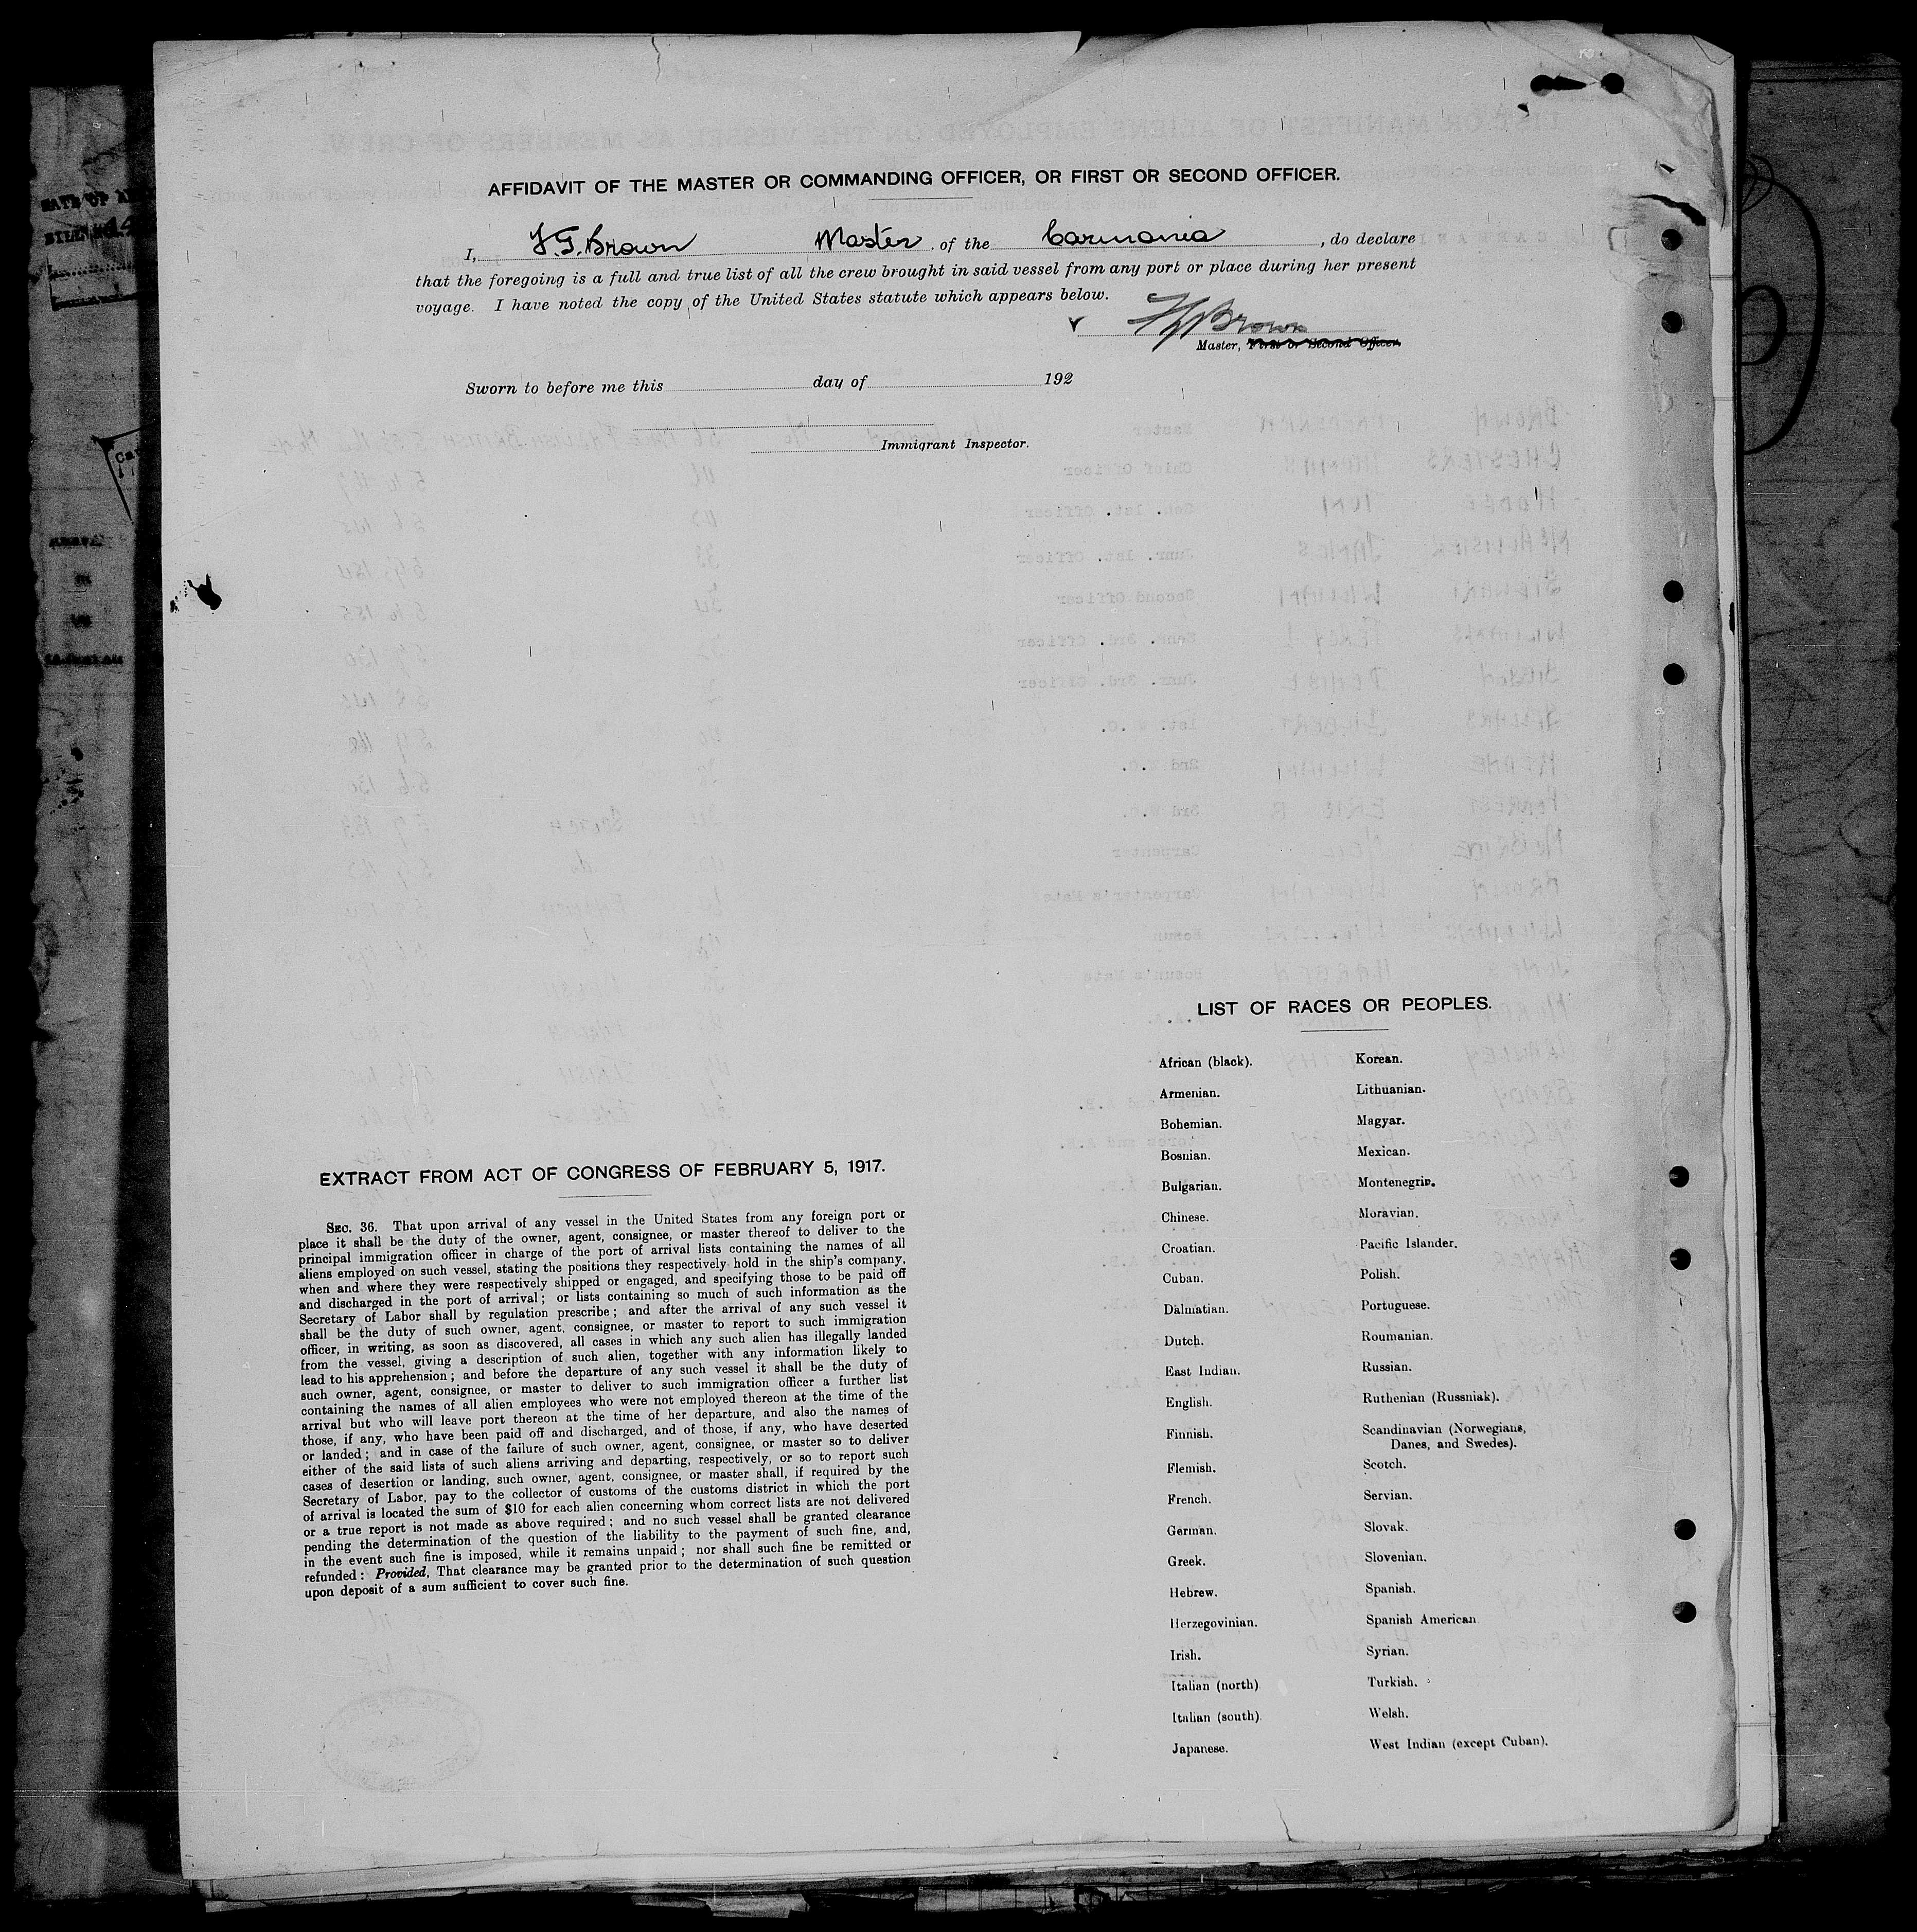 AFFIDAVIT OF THE MASTER OR COMMANDING OFFICER, OR FIRST OR SECOND OFFICER.
I, F.G. Brown Master of the Carmania, do declare
that the foregoing is a full and true list of all the crew brought in said vessel from any port or place during her present
voyage. I have noted the copy of the United States statute which appears below.
Brown
Master, First or Second Officer.
Sworn to before me this day of 192
Immigrant Inspector.
LIST OF RACES OR PEOPLES.
African (black). Korean.
Armenian. Lithuanian.
Bohemian. Magyar.
Bosnian. Mexican.
Bulgarian. Montenegrin.
Chinese. Moravian.
Croatian. Pacific Islander.
Cuban. Polish.
Dalmatian. Portuguese.
Dutch. Roumanian.
East Indian. Russian.
English. Ruthenian (Russniak).
Finnish. Scandinavian (Norwegians,
Danes, and Swedes).
Flemish. Scotch.
French. Servian.
German. Slovak.
Greek. Slovenian.
Hebrew. Spanish.
Herzegovinian. Spanish American
Irish. Syrian.
Italian (north) Turkish.
Italian (south). Welsh.
Japanese. West Indian (except Cuban).
EXTRACT FROM ACT OF CONGRESS OF FEBRUARY 5, 1917.
SEC. 36. That upon arrival of any vessel in the United States from any foreign port or
place it shall be the duty of the owner, agent, consignee, or master thereof to deliver to the
principal immigration officer in charge of the port of arrival lists containing the names of all
aliens employed on such vessel, stating the positions they respectively hold in the ship's company,
when and where they were respectively shipped or engaged, and specifying those to be paid off
and discharged in the port of arrival; or lists containing so much of such information as the
Secretary of Labor shall by regulation prescribe; and after the arrival of any such vessel it
shall be the duty of such owner, agent, consignee, or master to report to such immigration
officer, in writing, as soon as discovered, all cases in which any such alien has illegally landed
from the vessel, giving a description of such alien, together with any information likely to
lead to his apprehension; and before the departure of any such vessel it shall be the duty of
such owner, agent, consignee, or master to deliver to such immigration officer a further list
containing the names of all alien employees who were not employed thereon at the time of the
arrival but who will leave port thereon at the time of her departure, and also the names of
those, if any, who have been paid off and discharged, and of those, if any, who have deserted
or landed; and in case of the failure of such owner, agent, consignee, or master so to deliver
either of the said lists of such aliens arriving and departing, respectively, or so to report such
cases of desertion or landing, such owner, agent, consignee, or master shall, if required by the
Secretary of Labor, pay to the collector of customs of the customs district in which the port
of arrival is located the sum of $10 for each alien concerning whom correct lists are not delivered
or a true report is not made as above required; and no such vessel shall be granted clearance
pending the determination of the question of the liability to the payment of such fine, and,
in the event such fine is imposed, while it remains unpaid; nor shall such fine be remitted or
refunded: Provided, That clearance may be granted prior to the determination of such question
upon deposit of a sum sufficient to cover such fine.